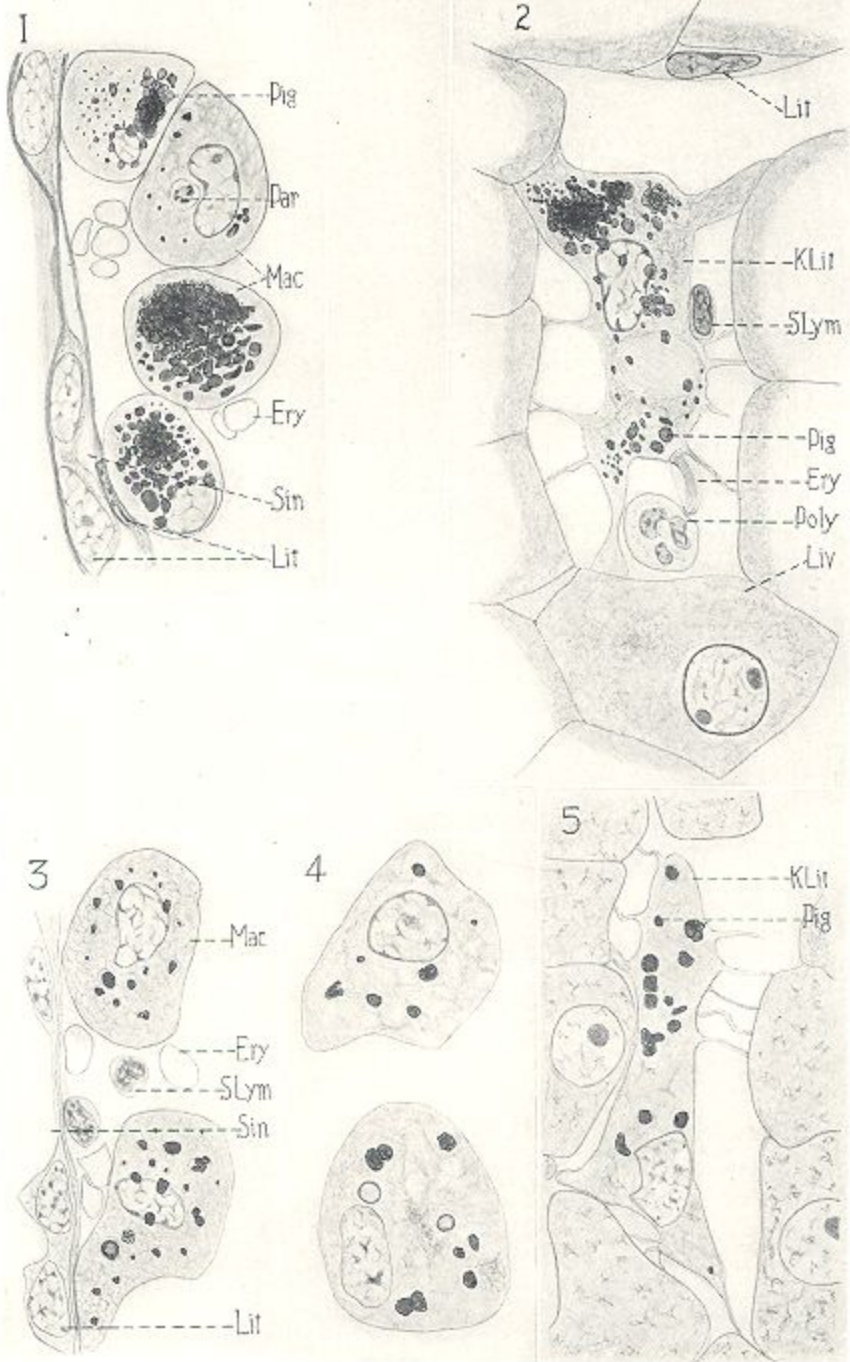 1
Pig
Par
Mac
Ery
Sin
Lit
2
Lit
KLit
SLym
Pig
Ery
Poly
Liv
3
Mac
Ery
SLym
Sin
Lit
4
5
KLit
Pig